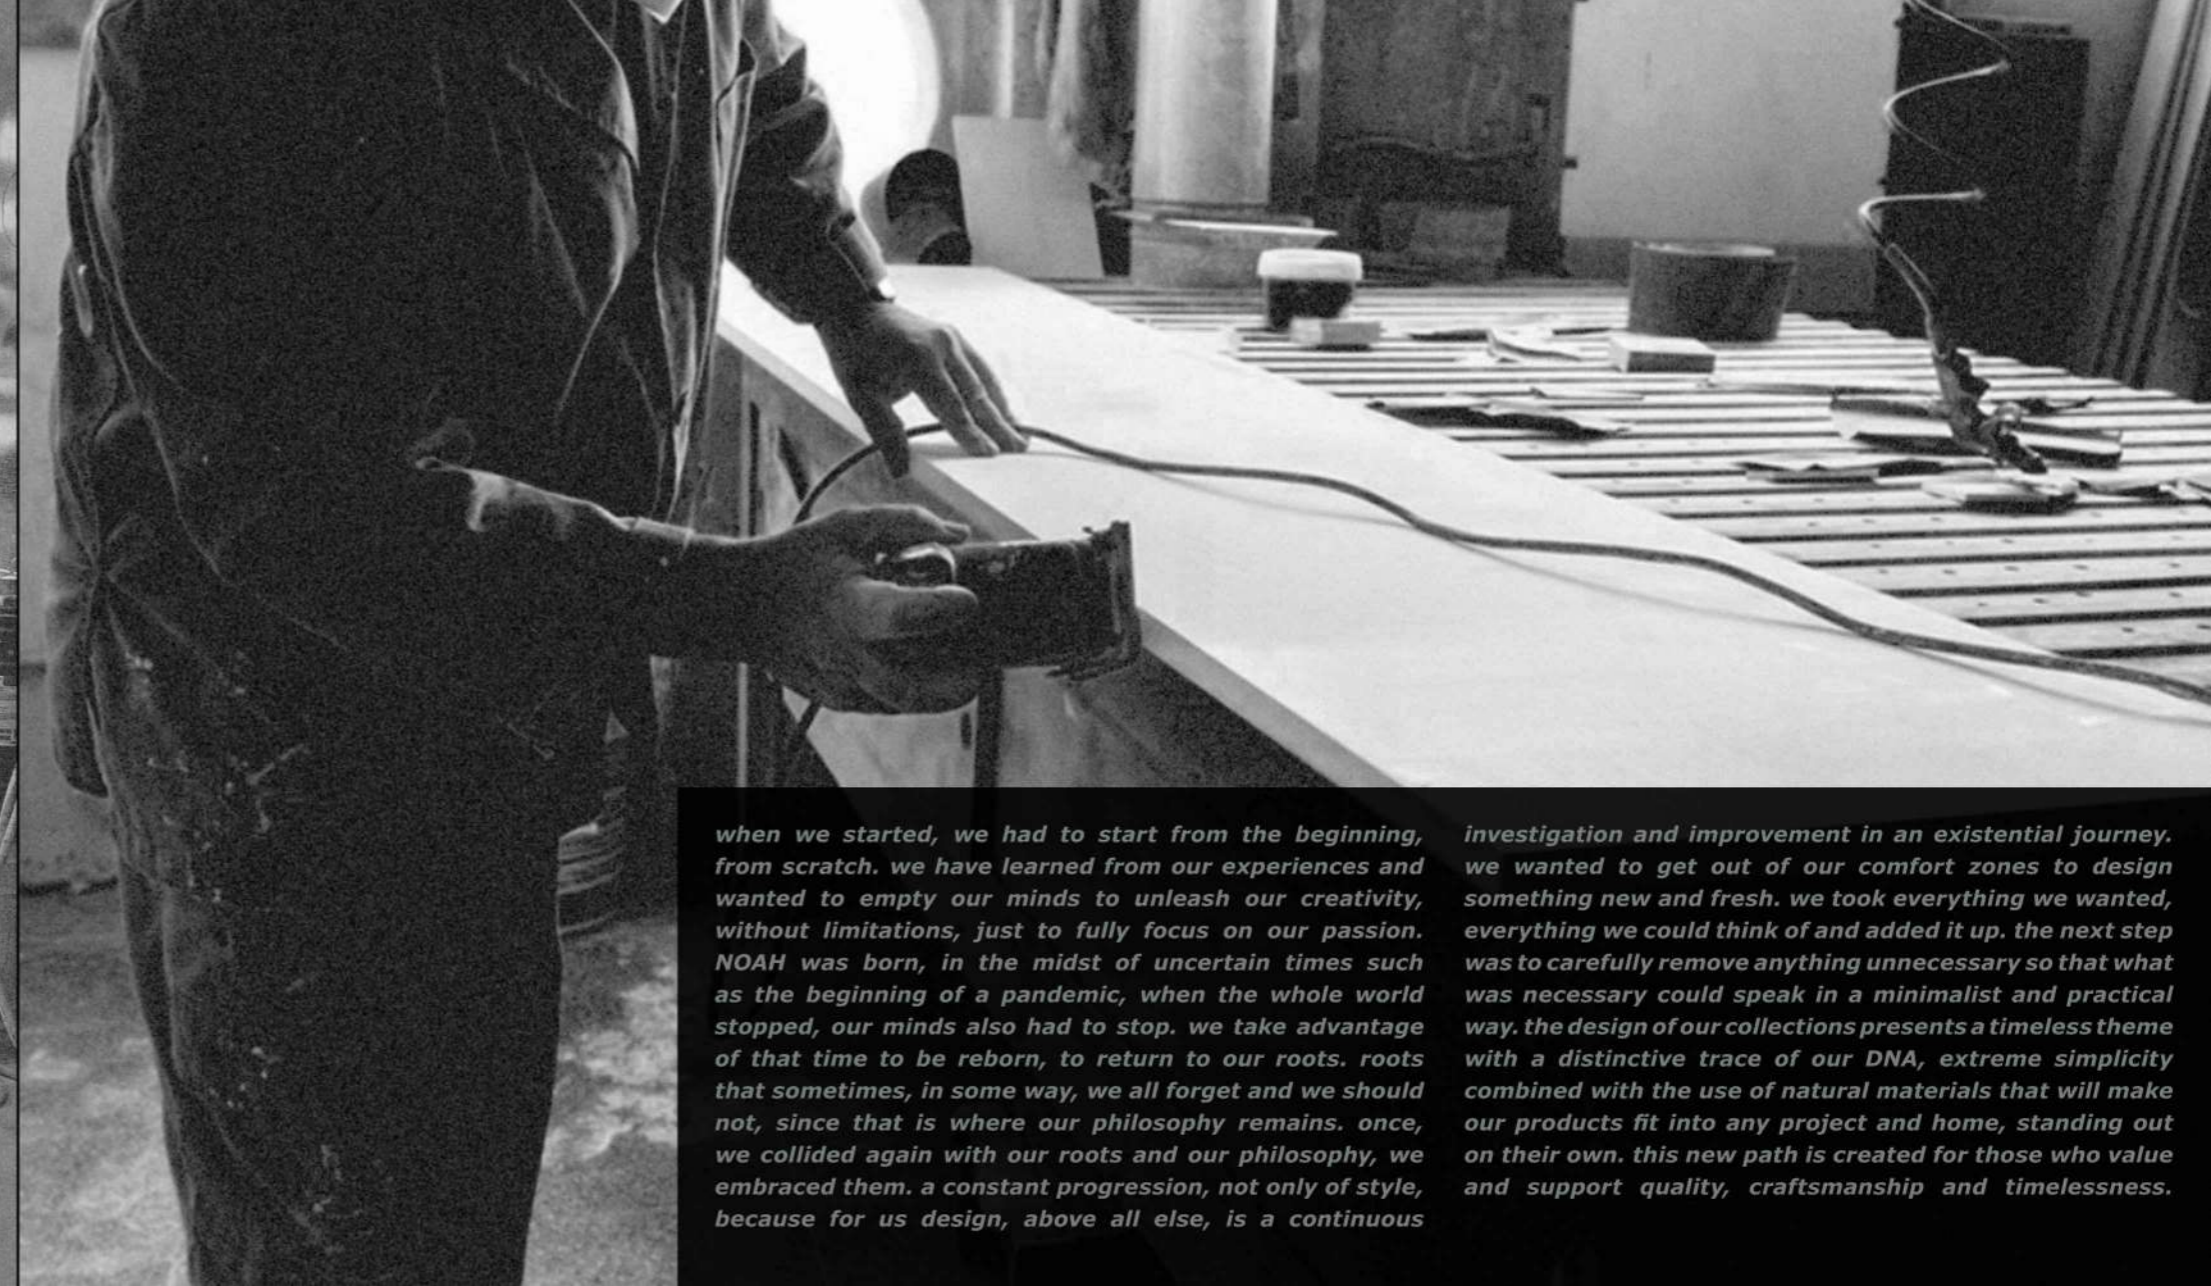 when we started, we had to start from the beginning,
from scratch. we have learned from our experiences and
wanted to empty our minds to unleash our creativity,
without limitations, just to fully focus on our passion.
NOAH was born, in the midst of uncertain times such
as the beginning of a pandemic, when the whole world
stopped, our minds also had to stop. we take advantage
of that time to be reborn, to return to our roots. roots
that sometimes, in some way, we all forget and we should
not, since that is where our philosophy remains. once,
we collided again with our roots and our philosophy, we
embraced them. a constant progression, not only of style,
because for us design, above all else, is a continuous
investigation and improvement in an existential journey.
we wanted to get out of our comfort zones to design
something new and fresh. we took everything we wanted,
everything we could think of and added it up. the next step
was to carefully remove anything unnecessary so that what
was necessary could speak in a minimalist and practical
way. the design of our collections presents a timeless theme
with a distinctive trace of our DNA, extreme simplicity
combined with the use of natural materials that will make
our products fit into any project and home, standing out
on their own. this new path is created for those who value
and support quality, craftsmanship and timelessness.